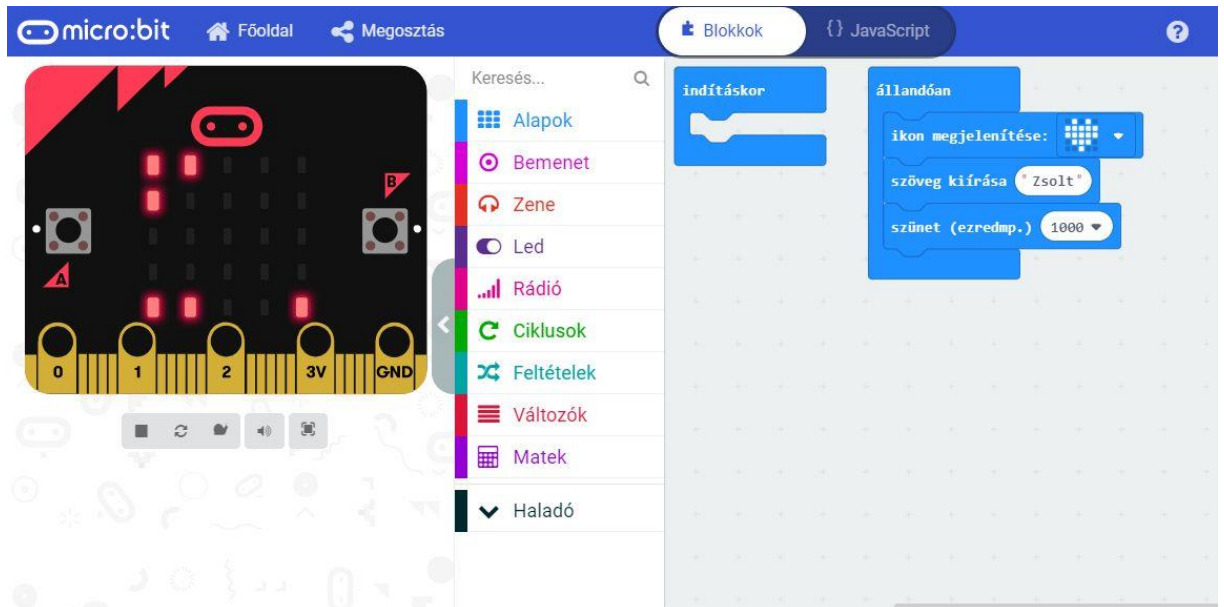 micro:bit Főoldal Megosztás Blokkok {} JavaScript ?
Keresés...
Alapok
Bemenet
Zene
Led
Rádió
Ciklusok
Feltételek
Változók
Matek
Haladó
A
B
0 1 2 3V GND
indításkor
állandóan
ikon megjelenítése:
szöveg kiírása "Zsolt"
szünet (ezredmp.) 1000